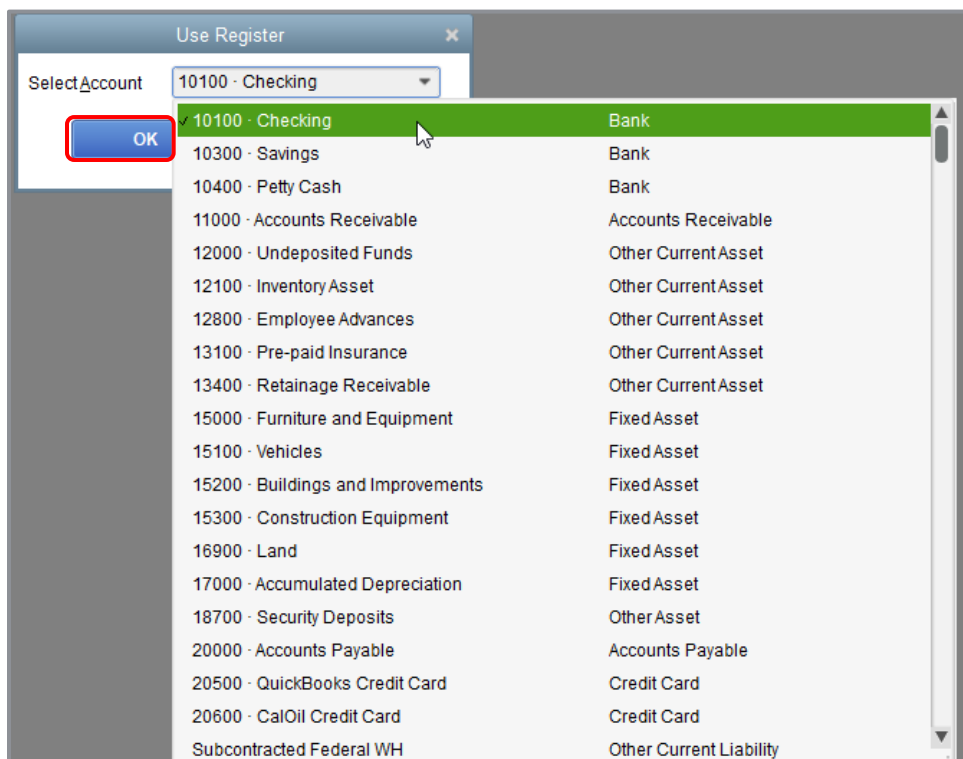 Use Register
Select Account 10100 · Checking
OK
10100 · Checking Bank
10300 · Savings Bank
10400 · Petty Cash Bank
11000 · Accounts Receivable Accounts Receivable
12000 · Undeposited Funds Other Current Asset
12100 · Inventory Asset Other Current Asset
12800 · Employee Advances Other Current Asset
13100 · Pre-paid Insurance Other Current Asset
13400 · Retainage Receivable Other Current Asset
15000 · Furniture and Equipment Fixed Asset
15100 · Vehicles Fixed Asset
15200 · Buildings and Improvements Fixed Asset
15300 · Construction Equipment Fixed Asset
16900 · Land Fixed Asset
17000 · Accumulated Depreciation Fixed Asset
18700 · Security Deposits Other Asset
20000 · Accounts Payable Accounts Payable
20500 · QuickBooks Credit Card Credit Card
20600 · CalOil Credit Card Credit Card
Subcontracted Federal WH Other Current Liability